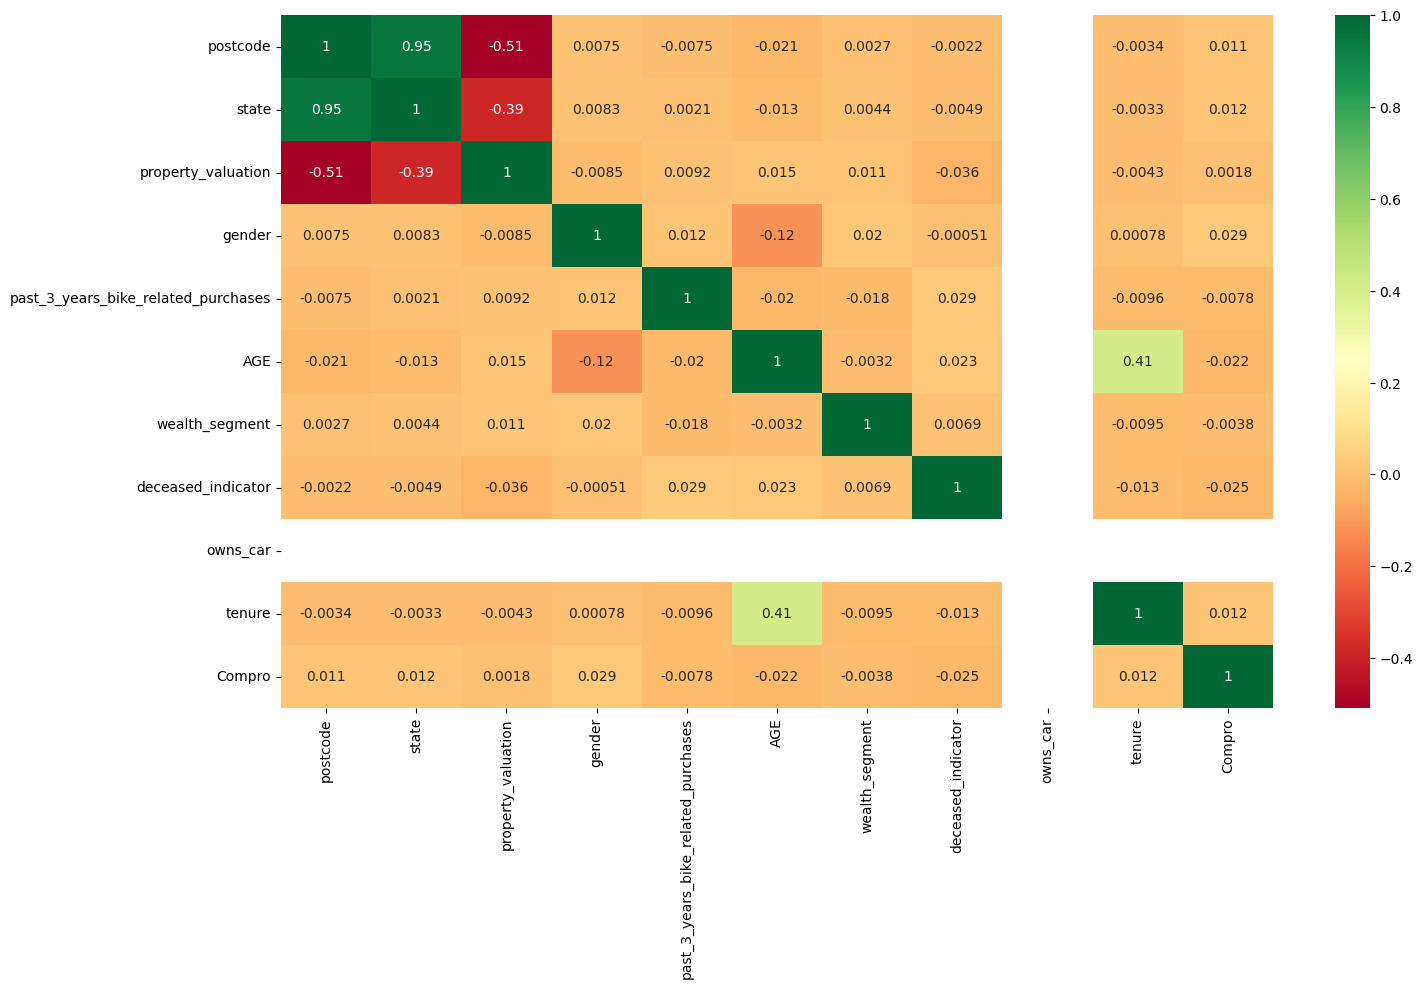 postcode 1 0.95 -0.51 0.0075 -0.0075 -0.021 0.0027 -0.0022 -0.0034 0.011
state 0.95 1 -0.39 0.0083 0.0021 -0.013 0.0044 -0.0049 -0.0033 0.012
property_valuation -0.51 -0.39 1 -0.0085 0.0092 0.015 0.011 -0.036 -0.0043 0.0018
gender 0.0075 0.0083 -0.0085 1 0.012 -0.12 0.02 -0.00051 0.00078 0.029
past_3_years_bike_related_purchases -0.0075 0.0021 0.0092 0.012 1 -0.02 -0.018 0.029 -0.0096 -0.0078
AGE -0.021 -0.013 0.015 -0.12 -0.02 1 -0.0032 0.023 0.41 -0.022
wealth_segment 0.0027 0.0044 0.011 0.02 -0.018 -0.0032 1 0.0069 -0.0095 -0.0038
deceased_indicator -0.0022 -0.0049 -0.036 -0.00051 0.029 0.023 0.0069 1 -0.013 -0.025
owns_car
tenure -0.0034 -0.0033 -0.0043 0.00078 -0.0096 0.41 -0.0095 -0.013 1 0.012
Compro 0.011 0.012 0.0018 0.029 -0.0078 -0.022 -0.0038 -0.025 0.012 1
postcode
state
property_valuation
gender
past_3_years_bike_related_purchases
AGE
wealth_segment
deceased_indicator
owns_car
tenure
Compro
1.0
0.8
0.6
0.4
0.2
0.0
−0.2
−0.4